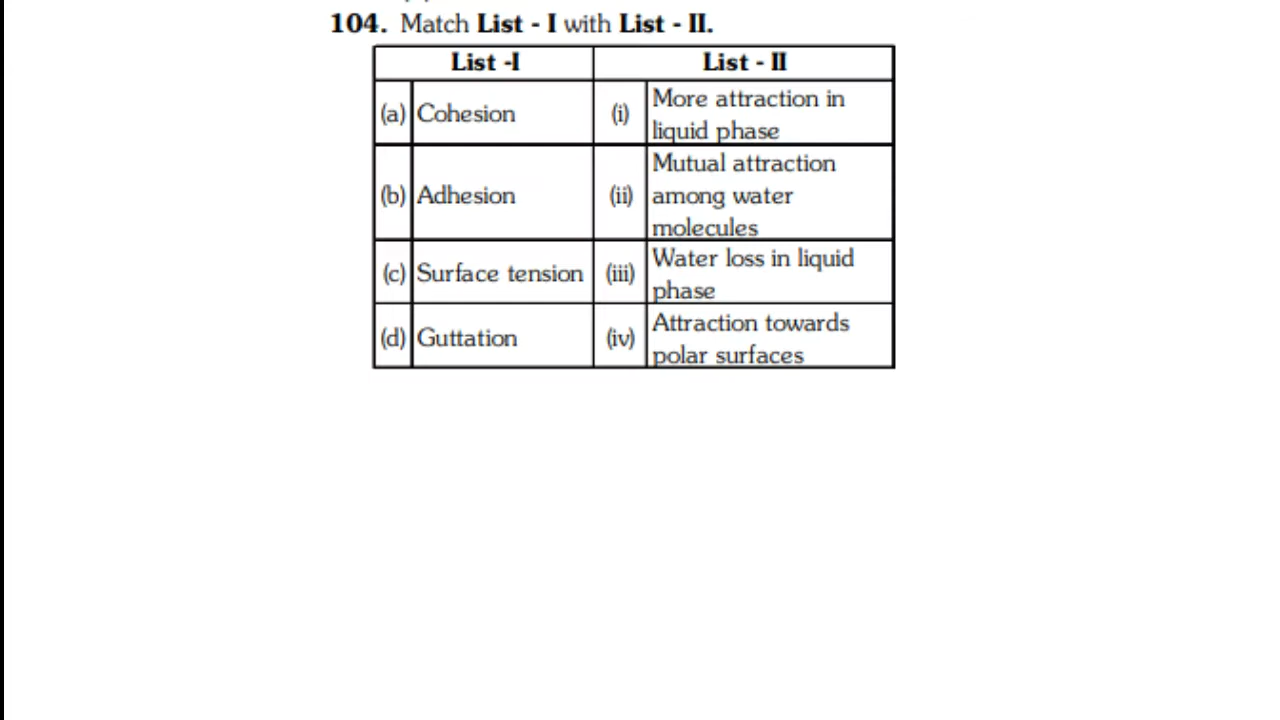 104. Match List - I with List - II.
List -I List - II
(a) Cohesion (i) More attraction in
liquid phase
(b) Adhesion (ii) Mutual attraction
among water
molecules
(c) Surface tension (iii) Water loss in liquid
phase
(d) Guttation (iv) Attraction towards
polar surfaces